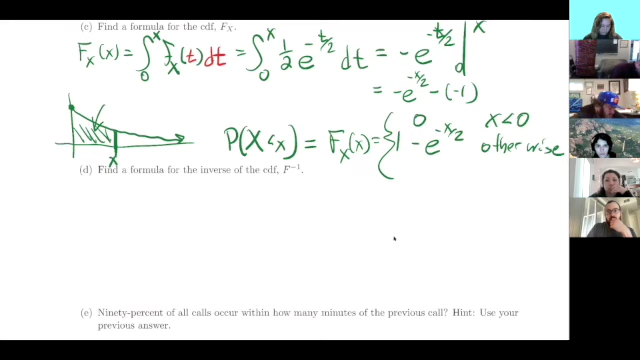 (c) Find a formula for the cdf, F_X.
F_X(x) = ∫_0^x f_X(t) dt = ∫_0^x 1/2 e^{-t/2} dt = -e^{-t/2} |_0^x
= -e^{-x/2} - (-1)
P(X<x) = F_X(x) = { 0 x<0
1 - e^{-x/2} otherwise
x
(d) Find a formula for the inverse of the cdf, F^{-1}.
(e) Ninety-percent of all calls occur within how many minutes of the previous call? Hint: Use your
previous answer.